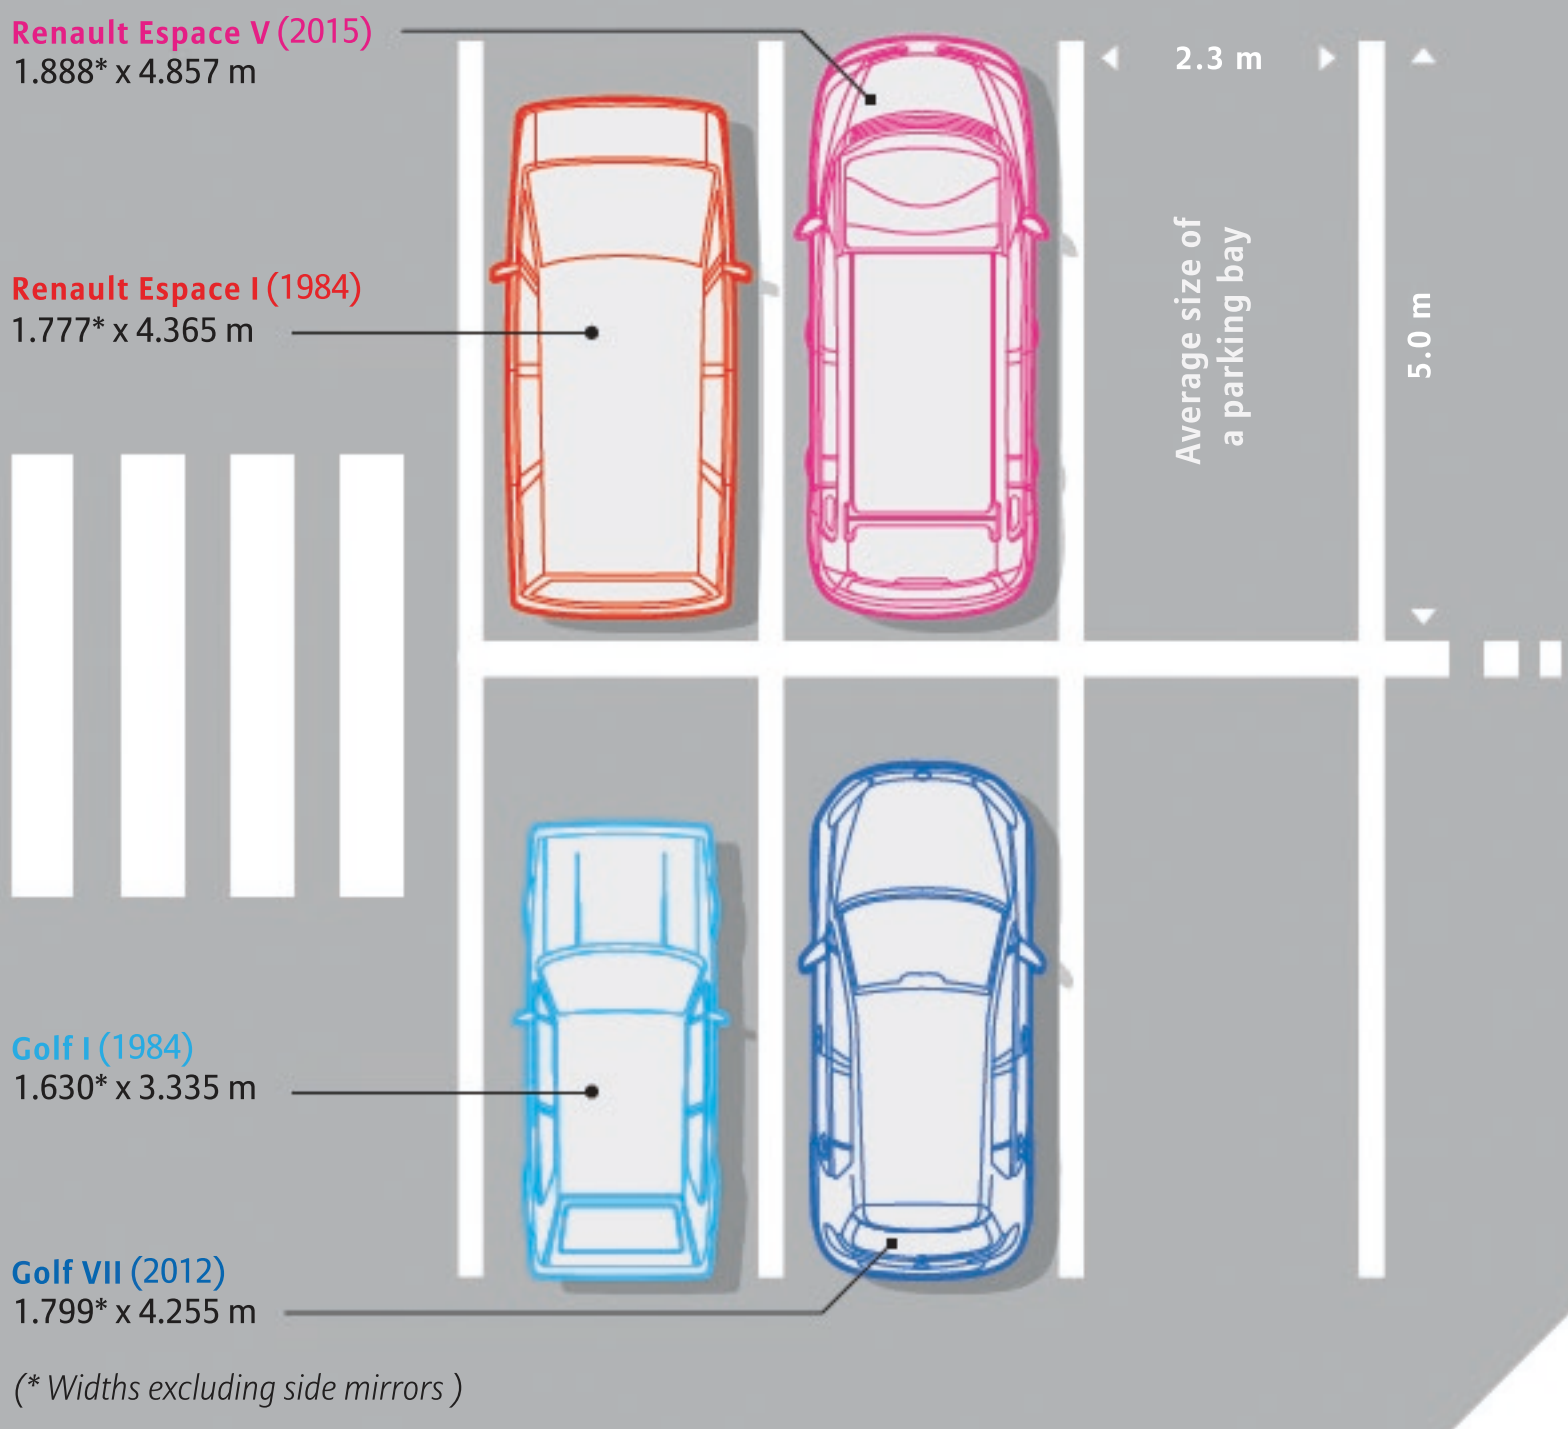 Renault Espace V (2015)
1.888* x 4.857 m
2.3 m
Renault Espace I (1984)
1.777* x 4.365 m
Average size of
a parking bay
5.0 m
Golf I (1984)
1.630* x 3.335 m
Golf VII (2012)
1.799* x 4.255 m
(* Widths excluding side mirrors )